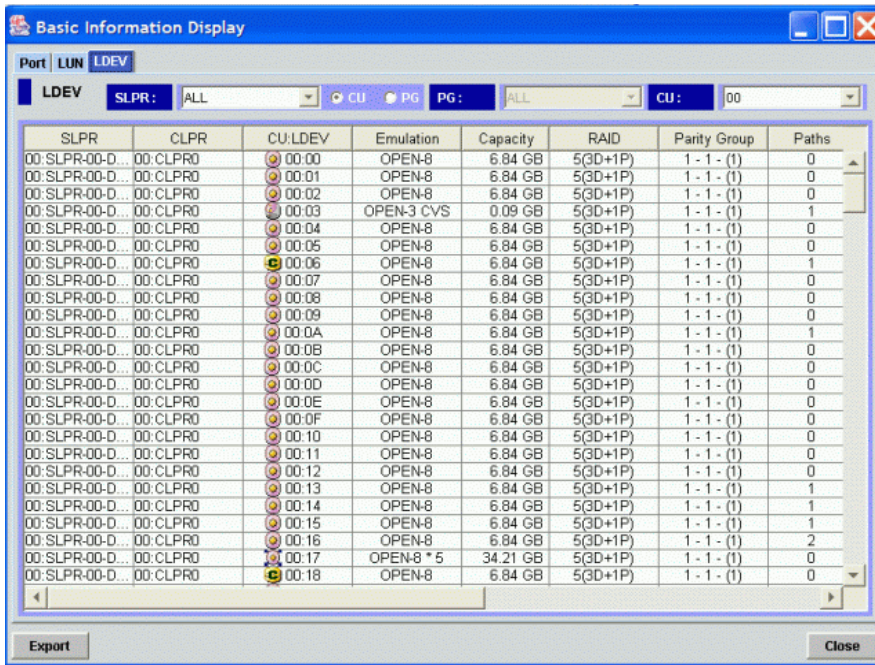 Basic Information Display
Port LUN LDEV
LDEV SLPR : ALL CU PG PG : ALL CU : 00
SLPR CLPR CU:LDEV Emulation Capacity RAID Parity Group Paths
00:SLPR-00-D... 00:CLPR0 00:00 OPEN-8 6.84 GB 5(3D+1P) 1 - 1 - (1) 0
00:SLPR-00-D... 00:CLPR0 00:01 OPEN-8 6.84 GB 5(3D+1P) 1 - 1 - (1) 0
00:SLPR-00-D... 00:CLPR0 00:02 OPEN-8 6.84 GB 5(3D+1P) 1 - 1 - (1) 0
00:SLPR-00-D... 00:CLPR0 00:03 OPEN-3 CVS 0.09 GB 5(3D+1P) 1 - 1 - (1) 1
00:SLPR-00-D... 00:CLPR0 00:04 OPEN-8 6.84 GB 5(3D+1P) 1 - 1 - (1) 0
00:SLPR-00-D... 00:CLPR0 00:05 OPEN-8 6.84 GB 5(3D+1P) 1 - 1 - (1) 0
00:SLPR-00-D... 00:CLPR0 C 00:06 OPEN-8 6.84 GB 5(3D+1P) 1 - 1 - (1) 1
00:SLPR-00-D... 00:CLPR0 00:07 OPEN-8 6.84 GB 5(3D+1P) 1 - 1 - (1) 0
00:SLPR-00-D... 00:CLPR0 00:08 OPEN-8 6.84 GB 5(3D+1P) 1 - 1 - (1) 0
00:SLPR-00-D... 00:CLPR0 00:09 OPEN-8 6.84 GB 5(3D+1P) 1 - 1 - (1) 0
00:SLPR-00-D... 00:CLPR0 00:0A OPEN-8 6.84 GB 5(3D+1P) 1 - 1 - (1) 1
00:SLPR-00-D... 00:CLPR0 00:0B OPEN-8 6.84 GB 5(3D+1P) 1 - 1 - (1) 0
00:SLPR-00-D... 00:CLPR0 00:0C OPEN-8 6.84 GB 5(3D+1P) 1 - 1 - (1) 0
00:SLPR-00-D... 00:CLPR0 00:0D OPEN-8 6.84 GB 5(3D+1P) 1 - 1 - (1) 0
00:SLPR-00-D... 00:CLPR0 00:0E OPEN-8 6.84 GB 5(3D+1P) 1 - 1 - (1) 0
00:SLPR-00-D... 00:CLPR0 00:0F OPEN-8 6.84 GB 5(3D+1P) 1 - 1 - (1) 0
00:SLPR-00-D... 00:CLPR0 00:10 OPEN-8 6.84 GB 5(3D+1P) 1 - 1 - (1) 0
00:SLPR-00-D... 00:CLPR0 00:11 OPEN-8 6.84 GB 5(3D+1P) 1 - 1 - (1) 0
00:SLPR-00-D... 00:CLPR0 00:12 OPEN-8 6.84 GB 5(3D+1P) 1 - 1 - (1) 0
00:SLPR-00-D... 00:CLPR0 00:13 OPEN-8 6.84 GB 5(3D+1P) 1 - 1 - (1) 1
00:SLPR-00-D... 00:CLPR0 00:14 OPEN-8 6.84 GB 5(3D+1P) 1 - 1 - (1) 1
00:SLPR-00-D... 00:CLPR0 00:15 OPEN-8 6.84 GB 5(3D+1P) 1 - 1 - (1) 1
00:SLPR-00-D... 00:CLPR0 00:16 OPEN-8 6.84 GB 5(3D+1P) 1 - 1 - (1) 2
00:SLPR-00-D... 00:CLPR0 00:17 OPEN-8 * 5 34.21 GB 5(3D+1P) 1 - 1 - (1) 0
00:SLPR-00-D... 00:CLPR0 C 00:18 OPEN-8 6.84 GB 5(3D+1P) 1 - 1 - (1) 0
Export Close